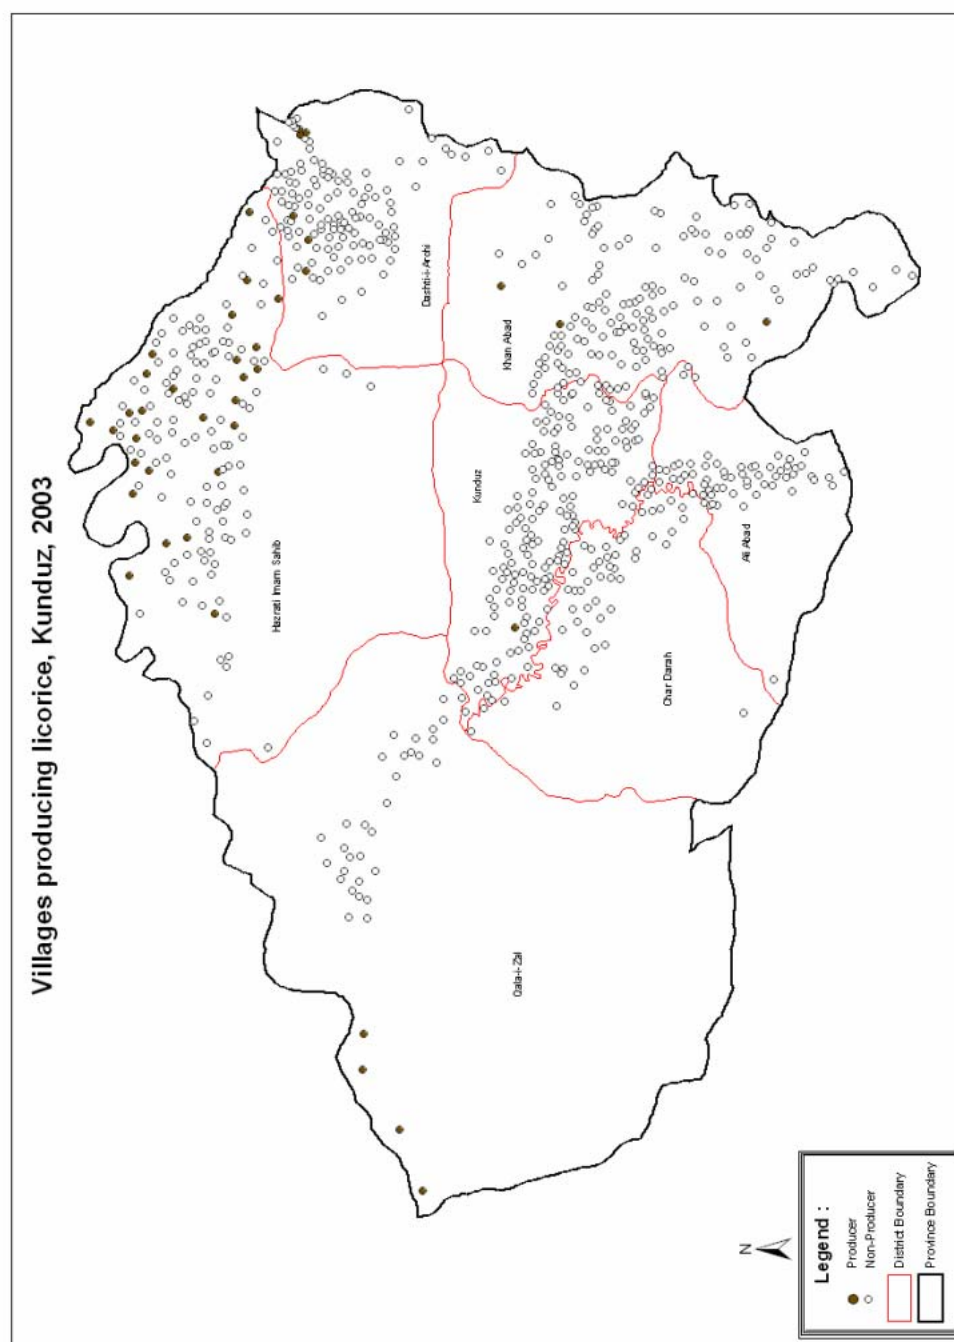 Villages producing licorice, Kunduz, 2003
Hazrati Imam Sahib
Dasht-i-Archi
Kunduz
Khan Abad
Qala-i-Zal
Char Darah
Ali Abad
N
Legend :
Producer
Non-Producer
District Boundary
Province Boundary